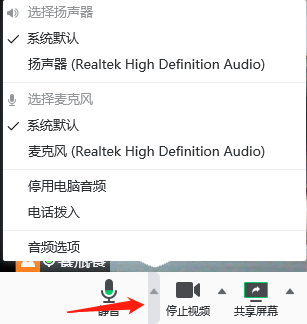 选择扬声器
系统默认
扬声器 (Realtek High Definition Audio)
选择麦克风
系统默认
麦克风 (Realtek High Definition Audio)
停用电脑音频
电话拨入
音频选项
静音
停止视频
共享屏幕